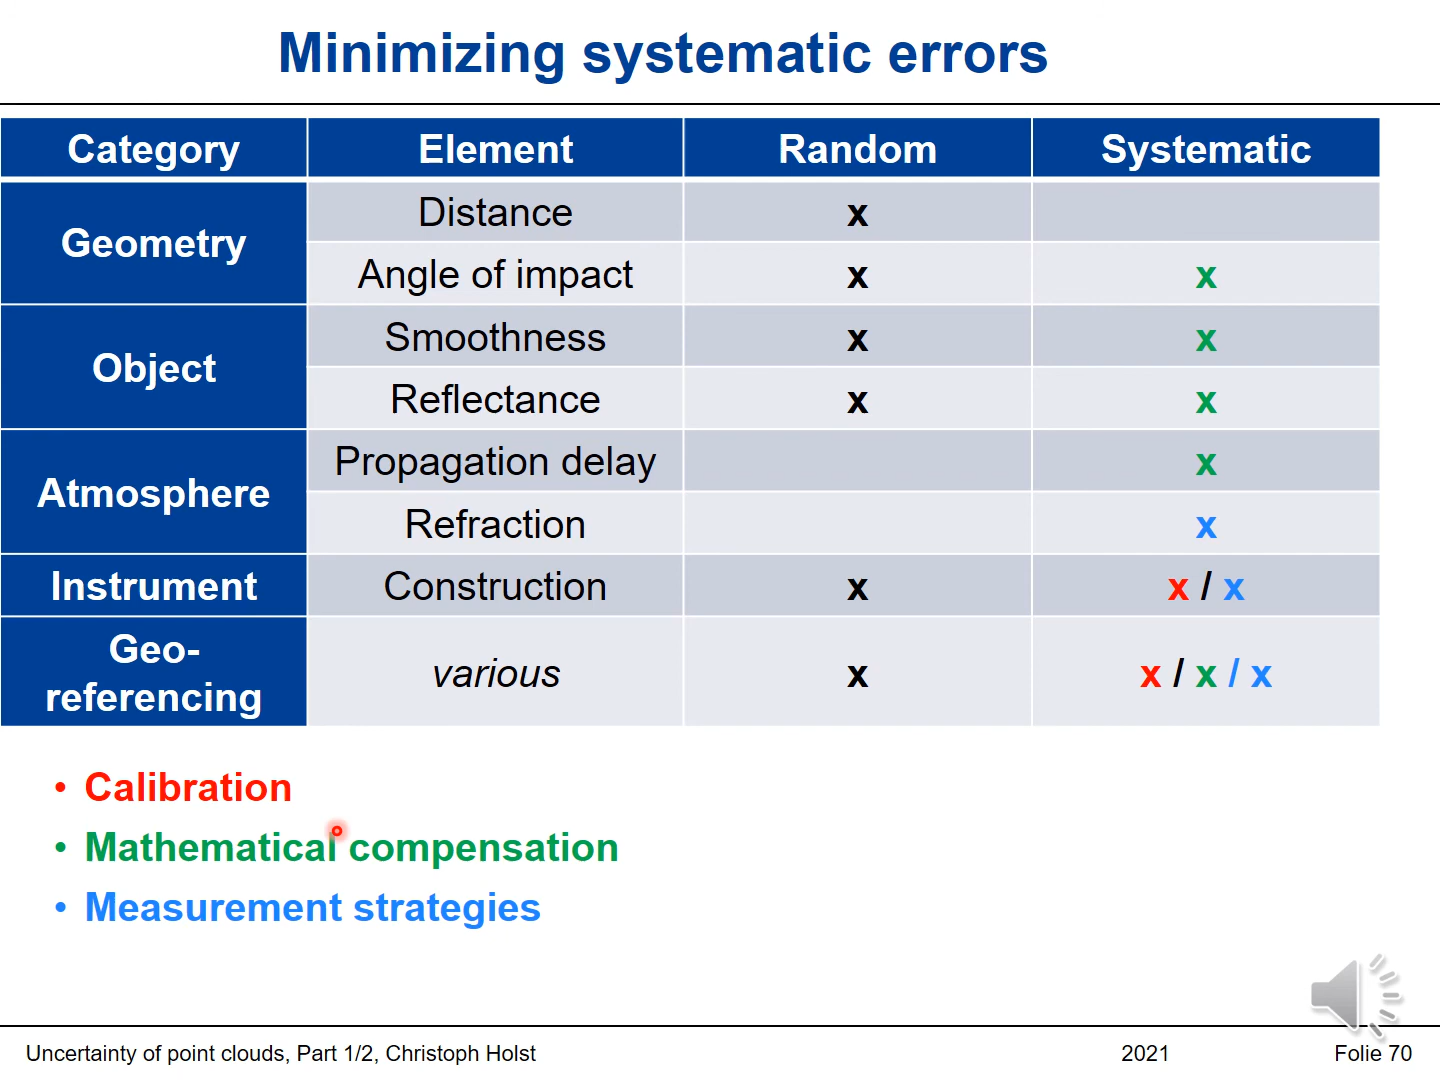 Minimizing systematic errors
Category Element Random Systematic
Geometry
Distance x
Angle of impact x x
Object
Smoothness x x
Reflectance x x
Atmosphere
Propagation delay x
Refraction x
Instrument Construction x x / x
Geo-
referencing
various x x / x / x
• Calibration
• Mathematical compensation
• Measurement strategies
Uncertainty of point clouds, Part 1/2, Christoph Holst 2021 Folie 70